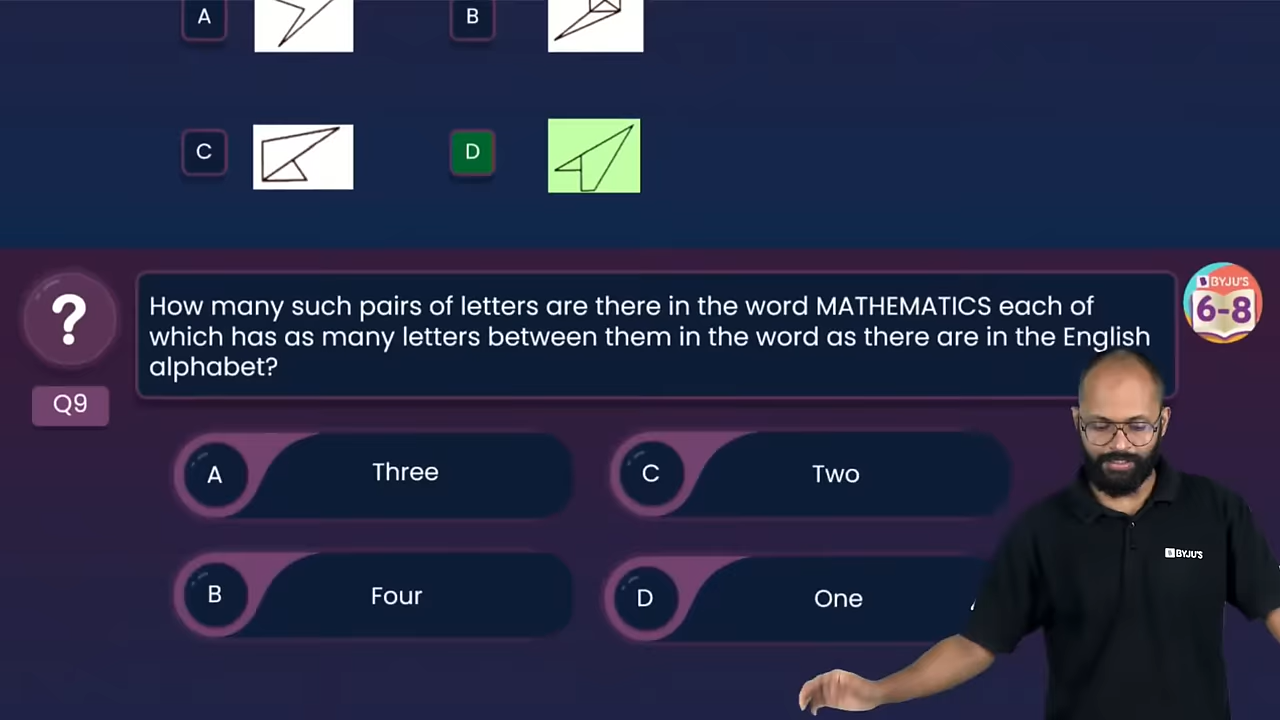 A
B
C
D
?
BYJU'S
6-8
How many such pairs of letters are there in the word MATHEMATICS each of
which has as many letters between them in the word as there are in the English
alphabet?
Q9
A Three
C Two
B Four
D One
BYJU'S